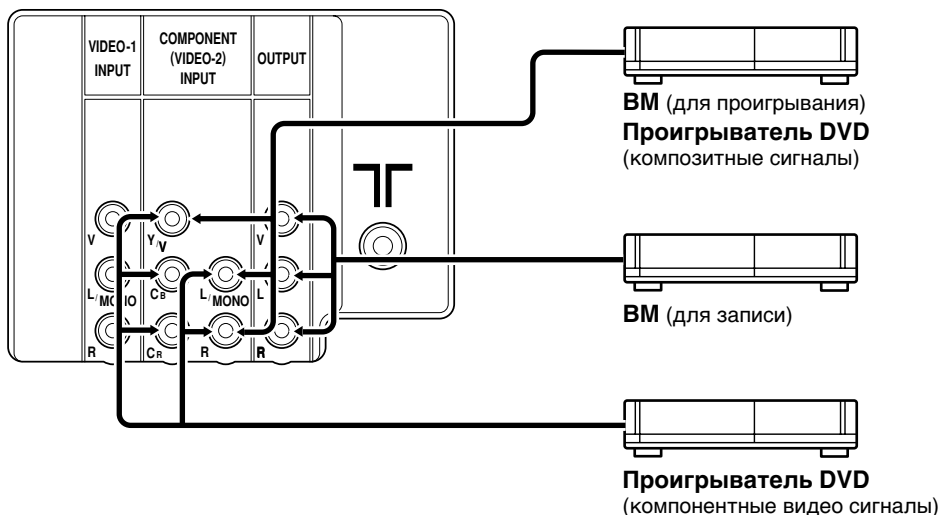 VIDEO-1
INPUT
COMPONENT
(VIDEO-2)
INPUT
OUTPUT
V
Y/V
V
L/MONO
CB
L/MONO
L
R
CR
R
R
ВМ (для проигрывания)
Проигрыватель DVD
(композитные сигналы)
ВМ (для записи)
Проигрыватель DVD
(компонентные видео сигналы)